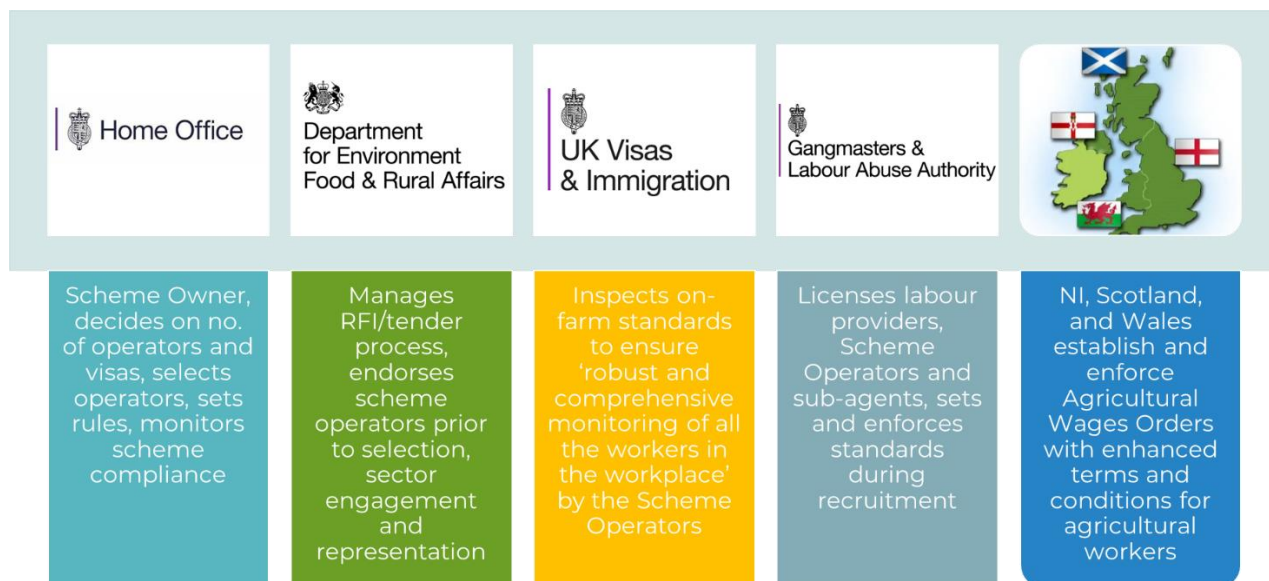 Home Office
Department
for Environment
Food & Rural Affairs
UK Visas
& Immigration
Gangmasters &
Labour Abuse Authority
Scheme Owner,
decides on no.
of operators and
visas, selects
operators, sets
rules, monitors
scheme
compliance
Manages
RFI/tender
process,
endorses
scheme
operators prior
to selection,
sector
engagement
and
representation
Inspects on-
farm standards
to ensure
‘robust and
comprehensive
monitoring of all
the workers in
the workplace’
by the Scheme
Operators
Licenses labour
providers,
Scheme
Operators and
sub-agents, sets
and enforces
standards
during
recruitment
NI, Scotland,
and Wales
establish and
enforce
Agricultural
Wages Orders
with enhanced
terms and
conditions for
agricultural
workers